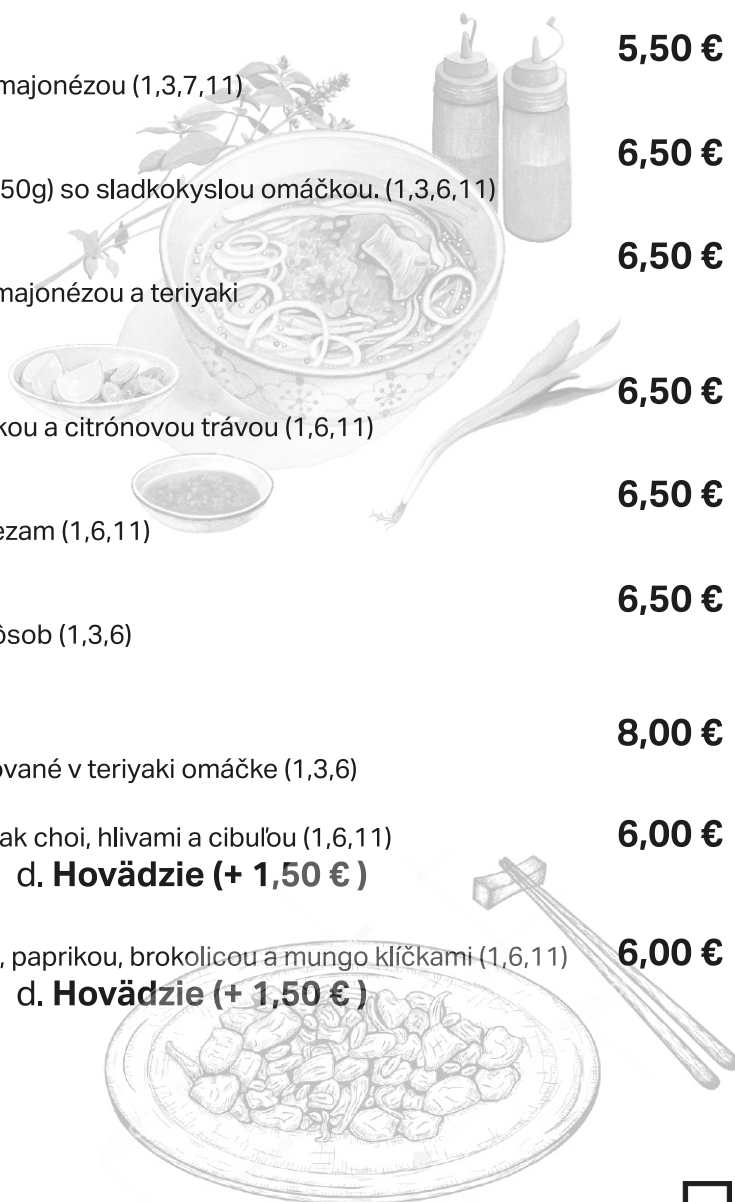 5,50 €
majonézou (1,3,7,11)
6,50 €
50g) so sladkokyslou omáčkou. (1,3,6,11)
6,50 €
majonézou a teriyaki
6,50 €
kou a citrónovou trávou (1,6,11)
6,50 €
ezam (1,6,11)
6,50 €
ôsob (1,3,6)
8,00 €
ované v teriyaki omáčke (1,3,6)
ak choi, hlivami a cibuľou (1,6,11) 6,00 €
d. Hovädzie (+ 1,50 € )
, paprikou, brokolicou a mungo klíčkami (1,6,11) 6,00 €
d. Hovädzie (+ 1,50 € )